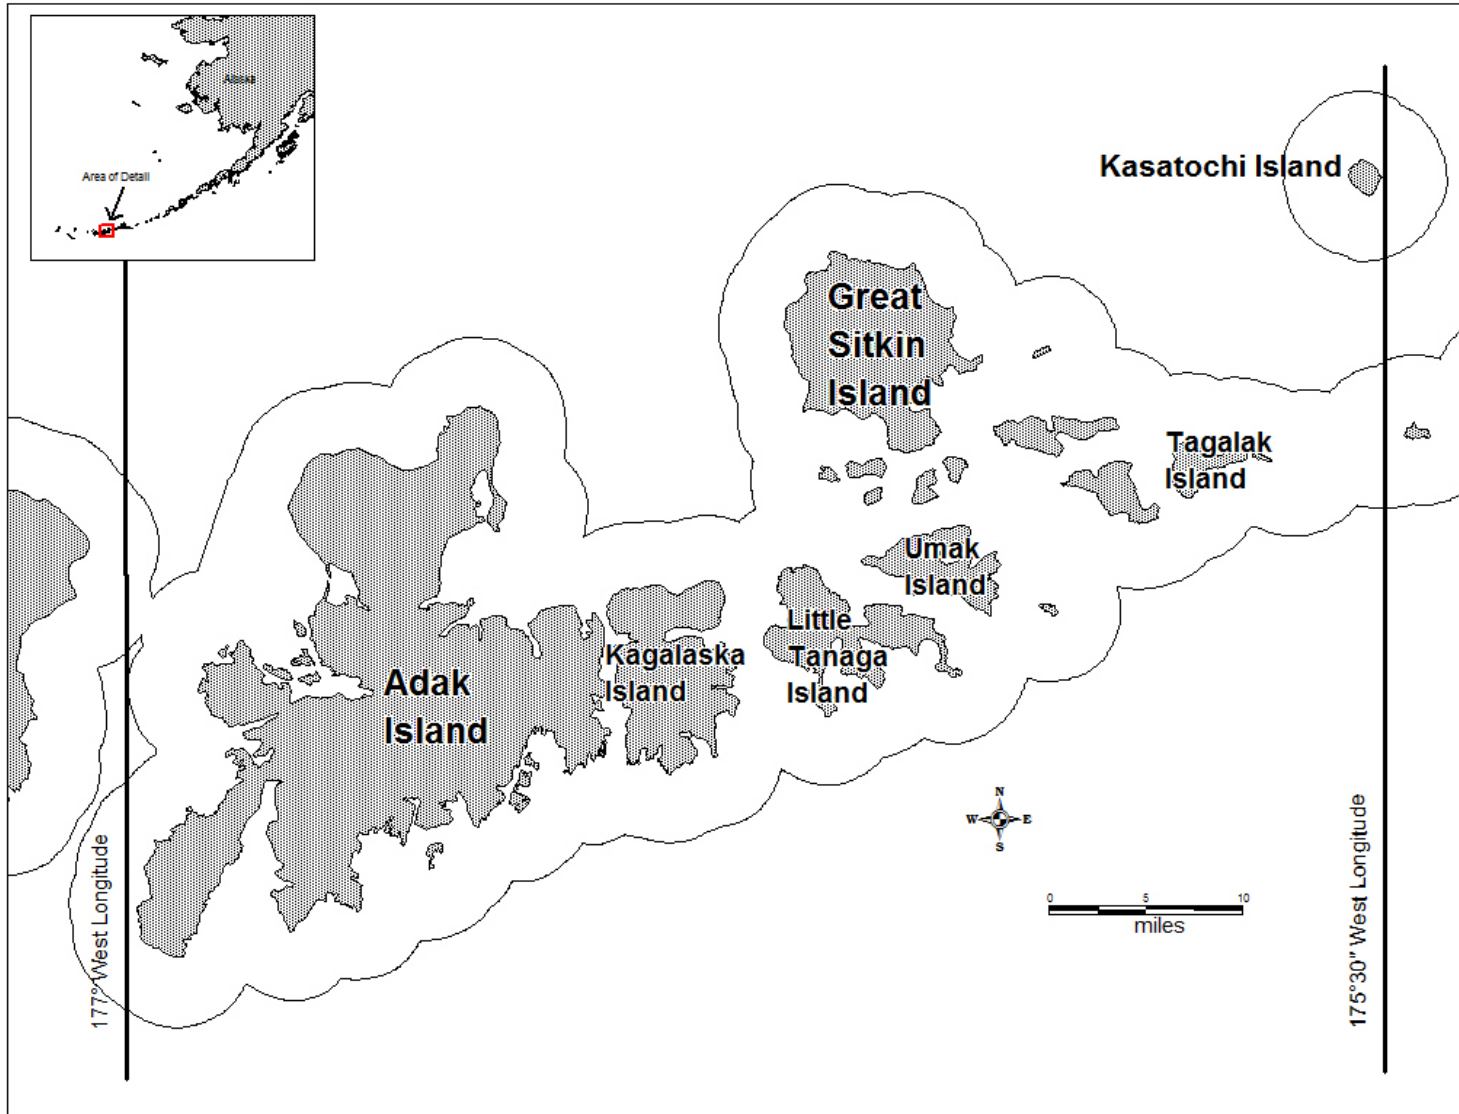 Alaska
Area of Detail
Kasatochi Island
Great
Sitkin
Island
Tagalak
Island
Umak
Island
Little
Tanaga
Island
Kagalaska
Island
Adak
Island
N
W E
S
0 5 10
miles
177° West Longitude
175°30" West Longitude